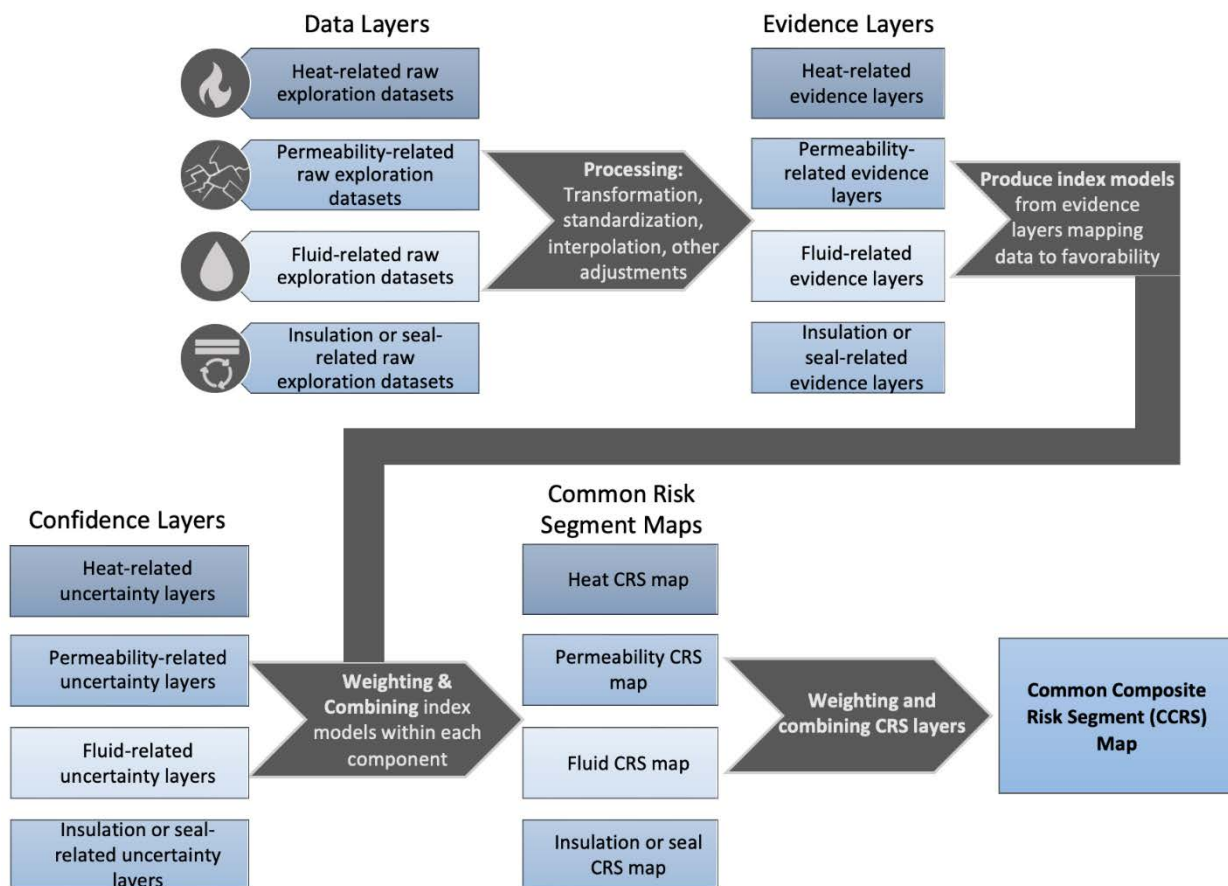 Data Layers
Heat-related raw
exploration datasets
Permeability-related
raw exploration
datasets
Fluid-related raw
exploration datasets
Insulation or seal-
related raw
exploration datasets
Processing:
Transformation,
standardization,
interpolation, other
adjustments
Evidence Layers
Heat-related
evidence layers
Permeability-
related evidence
layers
Fluid-related
evidence layers
Insulation or
seal-related
evidence layers
Produce index models
from evidence
layers mapping
data to favorability
Confidence Layers
Heat-related
uncertainty layers
Permeability-related
uncertainty layers
Fluid-related
uncertainty layers
Insulation or seal-
related uncertainty
layers
Weighting &
Combining index
models within each
component
Common Risk
Segment Maps
Heat CRS map
Permeability CRS
map
Fluid CRS map
Insulation or seal
CRS map
Weighting and
combining CRS layers
Common Composite
Risk Segment (CCRS)
Map